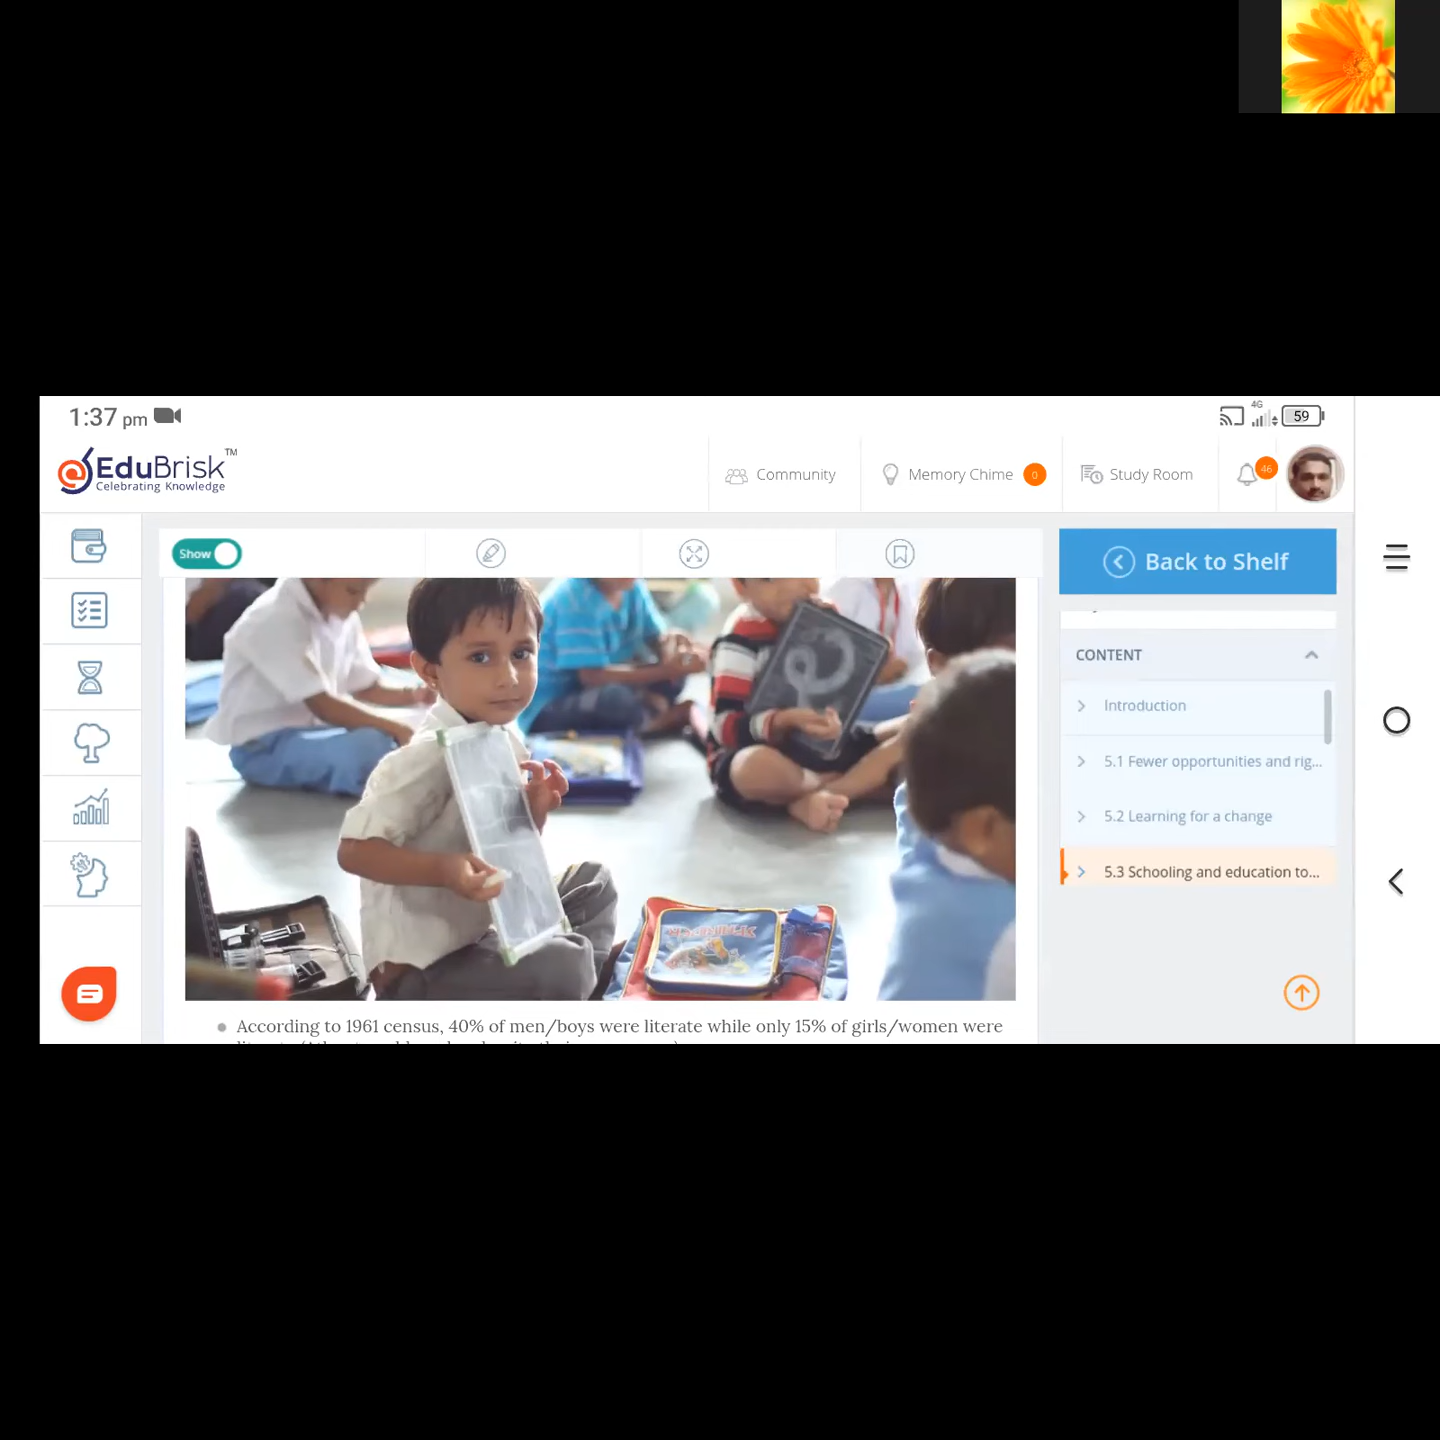 1:37 pm
4G
59
EduBrisk TM
Celebrating Knowledge
Community
Memory Chime 0
Study Room
46
Show
Back to Shelf
CONTENT
Introduction
5.1 Fewer opportunities and rig...
5.2 Learning for a change
5.3 Schooling and education to...
According to 1961 census, 40% of men/boys were literate while only 15% of girls/women were